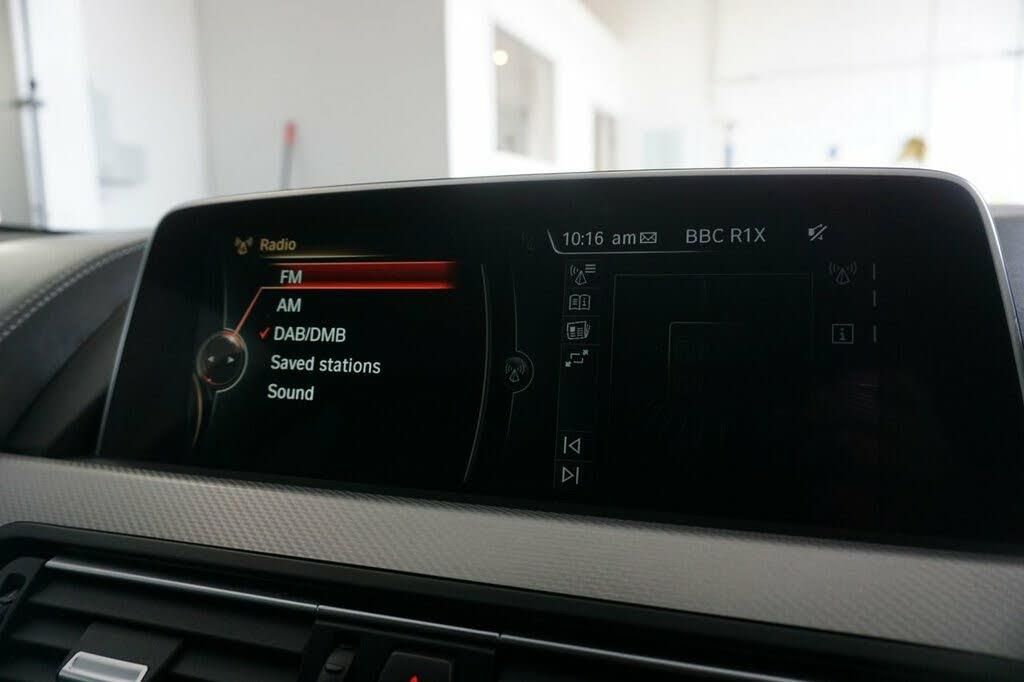 Radio
FM
AM
DAB/DMB
Saved stations
Sound
10:16 am BBC R1X